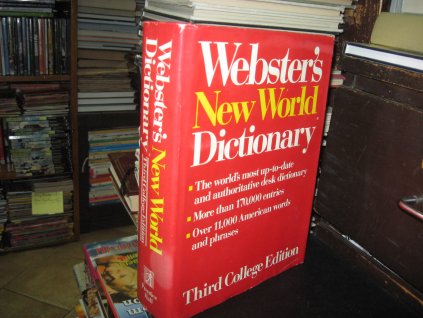 Webster's
New World
Dictionary
The world's most up-to-date
and authoritative desk dictionary
More than 170,000 entries
Over 11,000 American words
and phrases
Third College Edition
Webster's New World
Dictionary Third College Edition